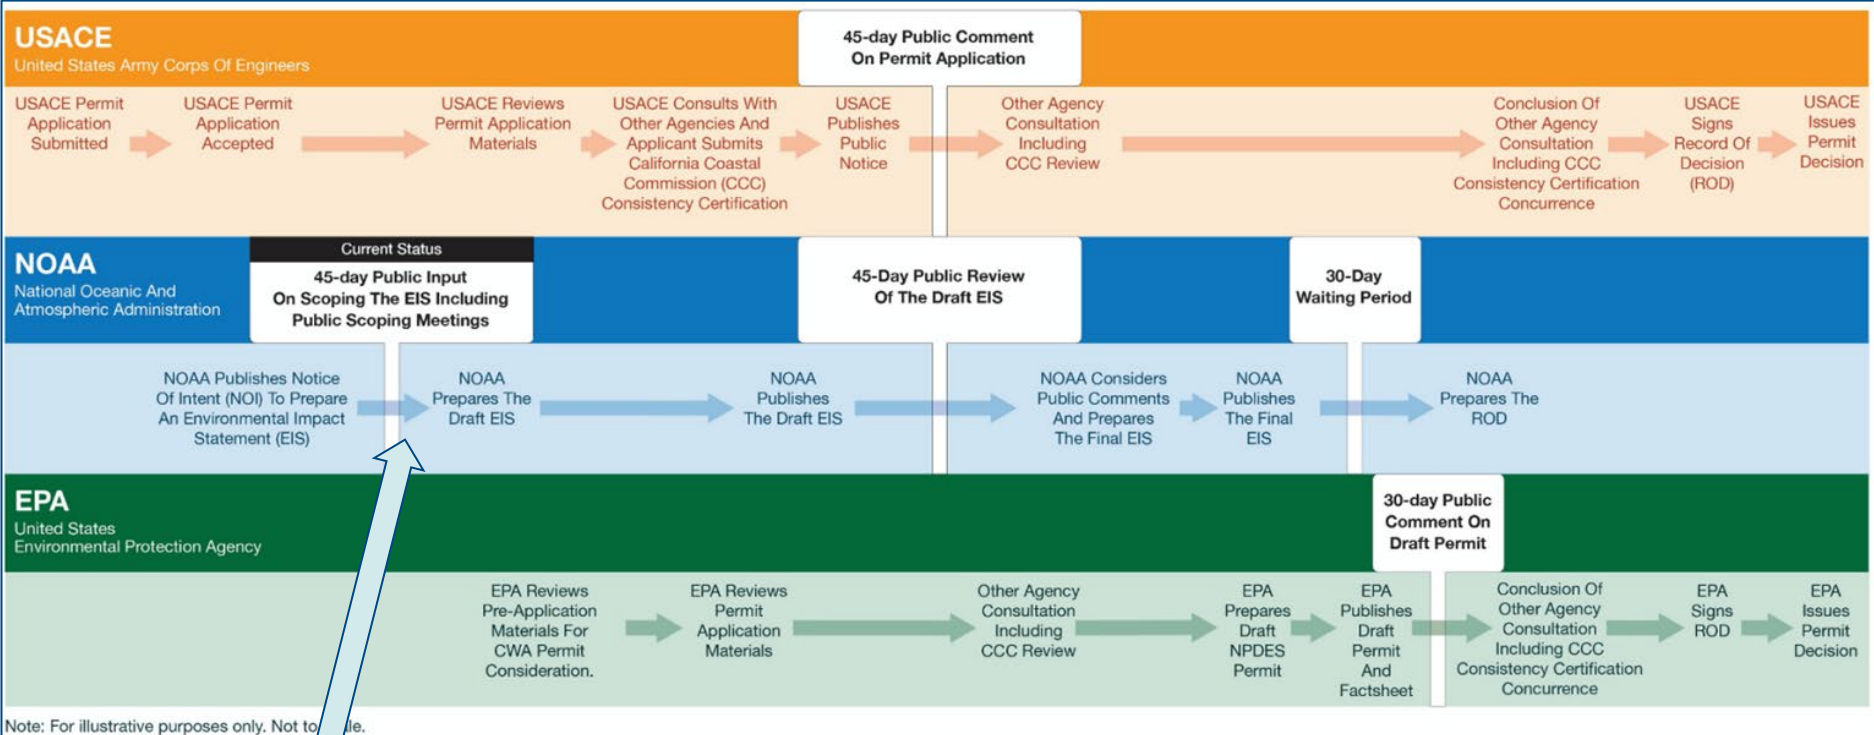 USACE
United States Army Corps Of Engineers
45-day Public Comment
On Permit Application
USACE Permit
Application
Submitted
USACE Permit
Application
Accepted
USACE Reviews
Permit Application
Materials
USACE Consults With
Other Agencies And
Applicant Submits
California Coastal
Commission (CCC)
Consistency Certification
USACE
Publishes
Public
Notice
Other Agency
Consultation
Including
CCC Review
Conclusion Of
Other Agency
Consultation
Including CCC
Consistency Certification
Concurrence
USACE
Signs
Record Of
Decision
(ROD)
USACE
Issues
Permit
Decision
NOAA
National Oceanic And
Atmospheric Administration
Current Status
45-day Public Input
On Scoping The EIS Including
Public Scoping Meetings
45-Day Public Review
Of The Draft EIS
30-Day
Waiting Period
NOAA Publishes Notice
Of Intent (NOI) To Prepare
An Environmental Impact
Statement (EIS)
NOAA
Prepares The
Draft EIS
NOAA
Publishes
The Draft EIS
NOAA Considers
Public Comments
And Prepares
The Final EIS
NOAA
Publishes
The Final
EIS
NOAA
Prepares The
ROD
EPA
United States
Environmental Protection Agency
30-day Public
Comment On
Draft Permit
EPA Reviews
Pre-Application
Materials For
CWA Permit
Consideration.
EPA Reviews
Permit
Application
Materials
Other Agency
Consultation
Including
CCC Review
EPA
Prepares
Draft
NPDES
Permit
EPA
Publishes
Draft
Permit
And
Factsheet
Conclusion Of
Other Agency
Consultation
Including CCC
Consistency Certification
Concurrence
EPA
Signs
ROD
EPA
Issues
Permit
Decision
Note: For illustrative purposes only. Not to